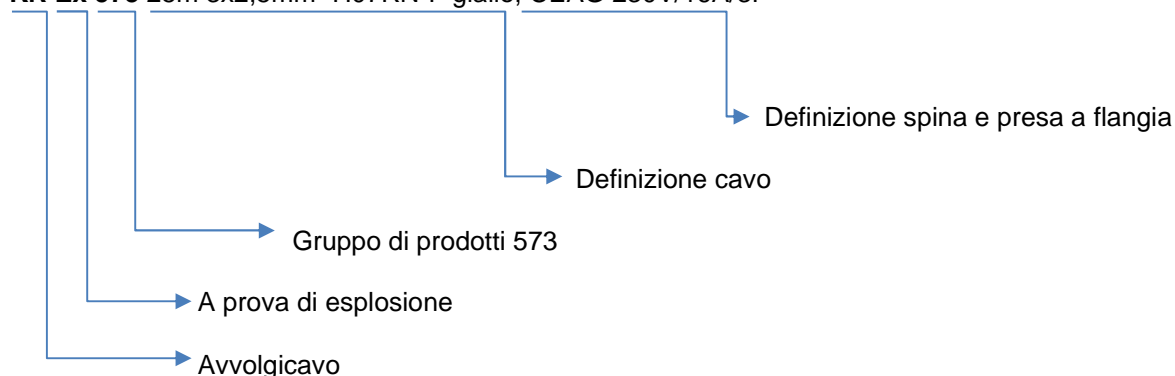 Definizione spina e presa a flangia
Definizione cavo
Gruppo di prodotti 573
A prova di esplosione
Avvolgicavo